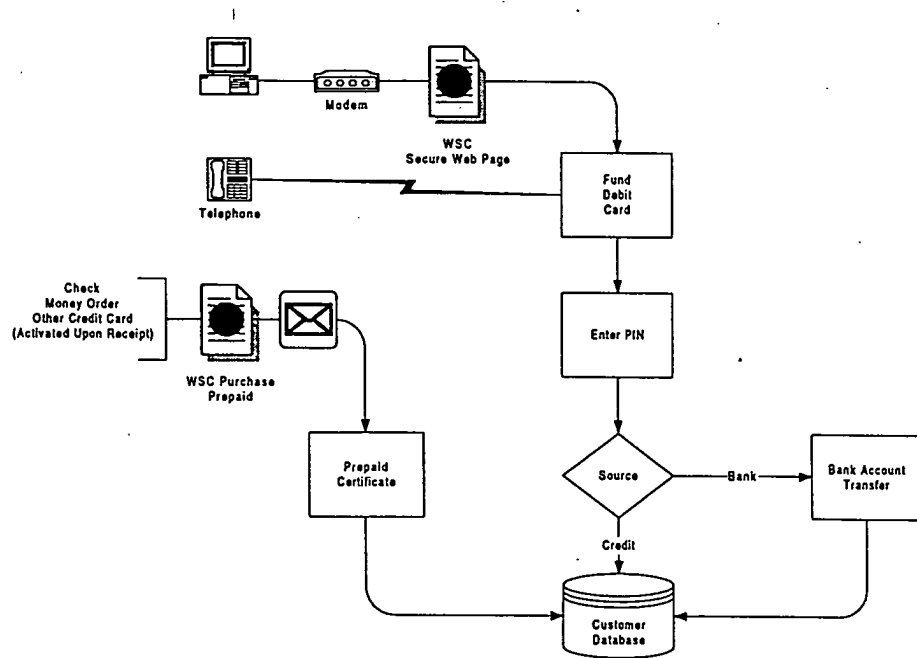 Modem
WSC
Secure Web Page
Telephone
Fund
Debit
Card
Check
Money Order
Other Credit Card
(Activated Upon Receipt)
WSC Purchase
Prepaid
Enter PIN
Prepaid
Certificate
Source
Bank
Bank Account
Transfer
Credit
Customer
Database